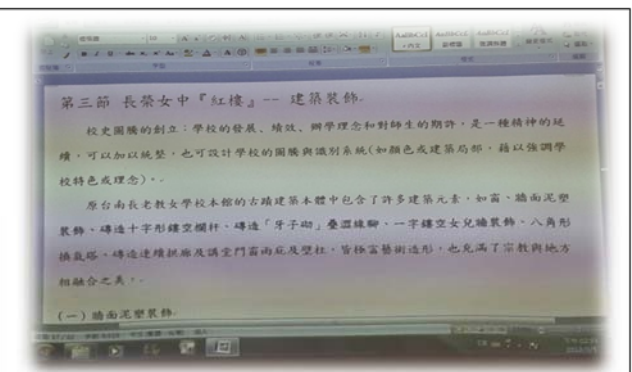 AaBbCcI AaBbCcI AaBbCcI
第三節 長榮女中『紅樓』-- 建築裝飾
校史圖騰的創立：學校的發展、績效、辦學理念和對師生的期許，是一種精神的延
續，可以加以統整，也可設計學校的圖騰與識別系統(如顏色或建築局部，藉以強調學
校特色或理念)。
原台南長老教女學校本館的古蹟建築本體中包含了許多建築元素，如窗、牆面泥塑
裝飾、磚造十字形鏤空欄杆、磚造「牙子砌」疊澀線腳、一字鏤空女兒牆裝飾、八角形
換氣塔、磚造連續拱廊及講堂門窗雨庇及壁柱，皆極富藝術造形，也充滿了宗教與地方
相融合之美，
(一) 牆面泥塑裝飾